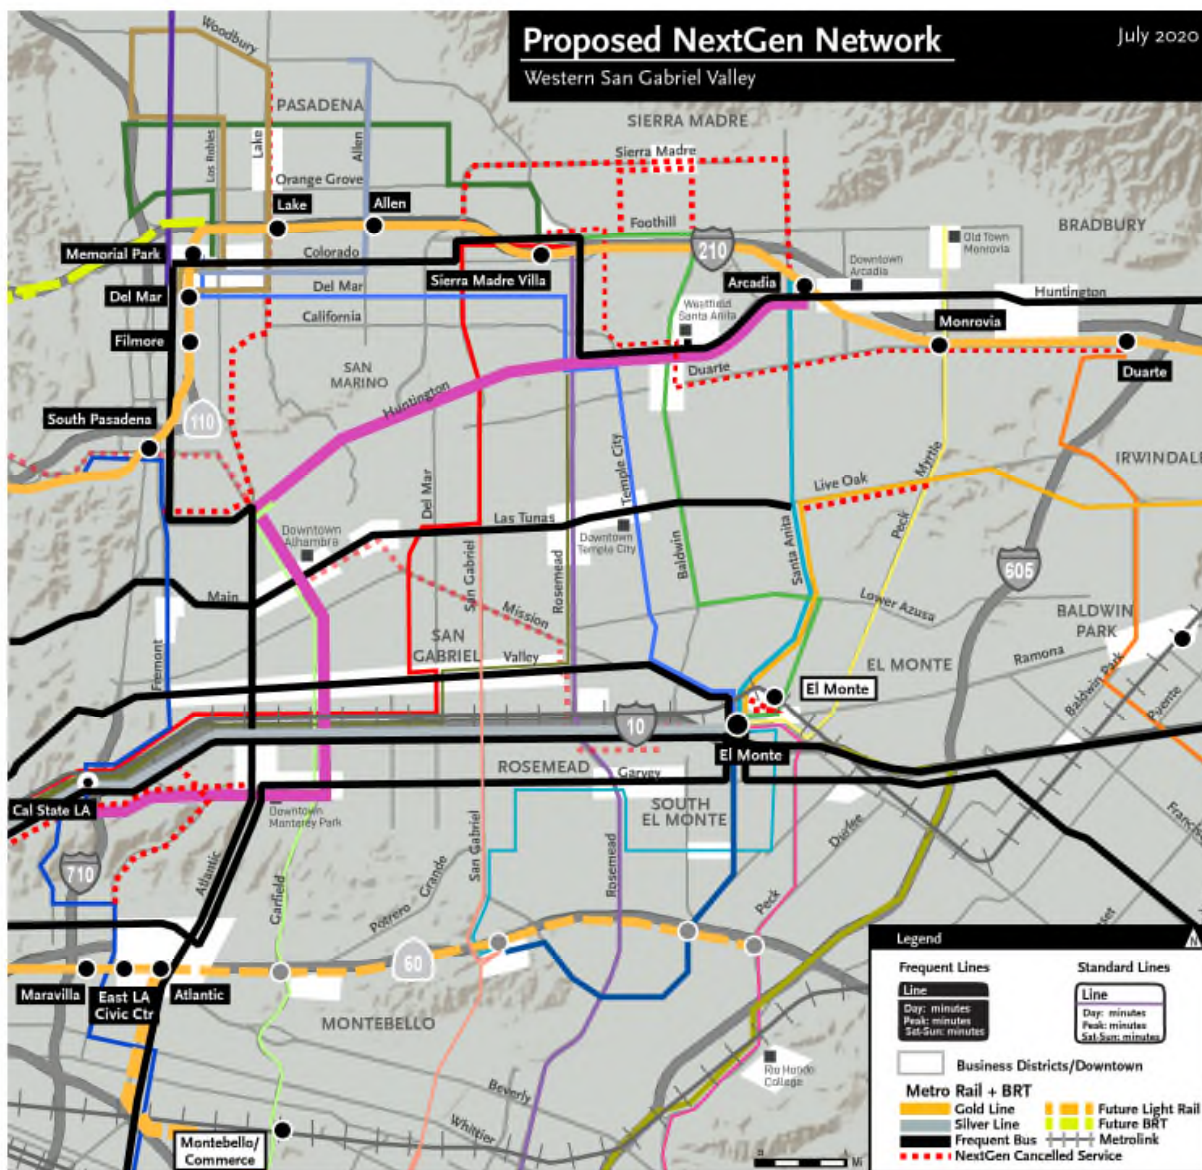 Proposed NextGen Network
July 2020
Western San Gabriel Valley
Woodbury
PASADENA
SIERRA MADRE
Los Robles
Lake
Allen
Sierra Madre
Orange Grove
Lake
Allen
Foothill
BRADBURY
Memorial Park
Colorado
Sierra Madre Villa
210
Old Town
Monrovia
Downtown
Arcadia
Arcadia
Del Mar
Del Mar
Huntington
Westfield
Santa Anita
California
Filmore
Monrovia
SAN
MARINO
Duarte
Duarte
Huntington
110
South Pasadena
Del Mar
Temple City
Myrtle
IRWINDALE
Live Oak
Las Tunas
Downtown
Alhambra
Downtown
Temple City
Peck
Santa Anita
Baldwin
San Gabriel
Rosemead
605
Main
Mission
Lower Azusa
BALDWIN
PARK
SAN
GABRIEL
Valley
Fremont
EL MONTE
Ramona
El Monte
Baldwin Park
Puente
10
El Monte
ROSEMEAD
Garvey
Cal State LA
Downtown
Monterey Park
SOUTH
EL MONTE
San Gabriel
Durfee
710
Atlantic
Garfield
Potrero Grande
Rosemead
Peck
60
Maravilla
East LA
Civic Ctr
Atlantic
MONTEBELLO
Rio Hondo
College
Beverly
Whittier
Montebello/
Commerce
Legend
N
Frequent Lines
Standard Lines
Line
Day: minutes
Peak: minutes
Sat-Sun: minutes
Line
Day: minutes
Peak: minutes
Sat-Sun: minutes
Business Districts/Downtown
Metro Rail + BRT
Gold Line
Future Light Rail
Silver Line
Future BRT
Frequent Bus
Metrolink
NextGen Cancelled Service
Mi